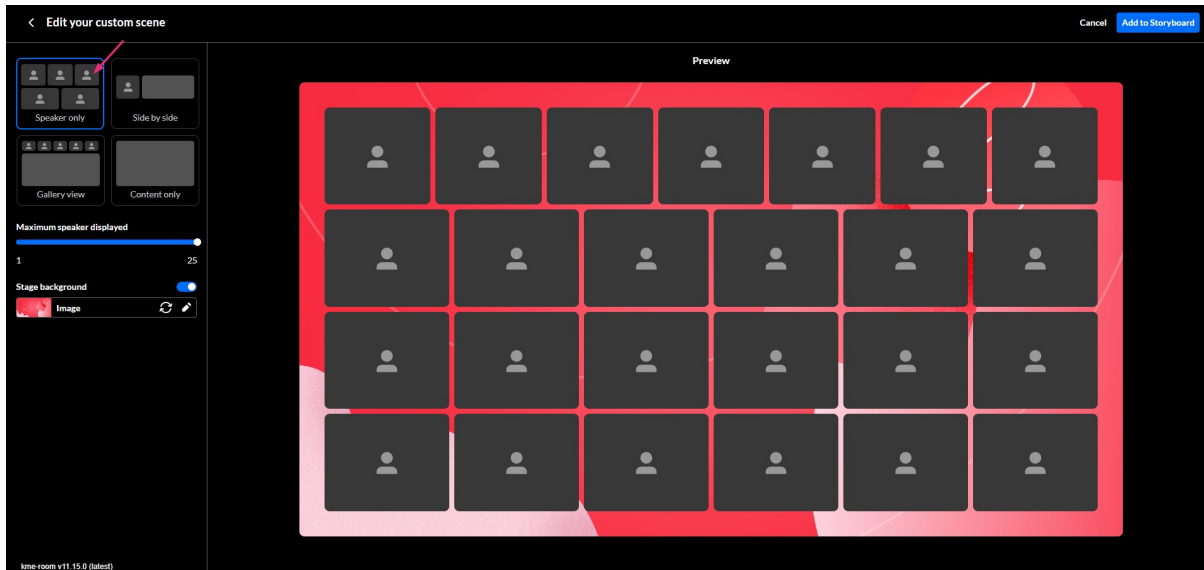 Edit your custom scene
Cancel Add to Storyboard
Speaker only Side by side
Gallery view Content only
Maximum speaker displayed
1 25
Stage background
Image
kme-room v11.15.0 (latest)
Preview